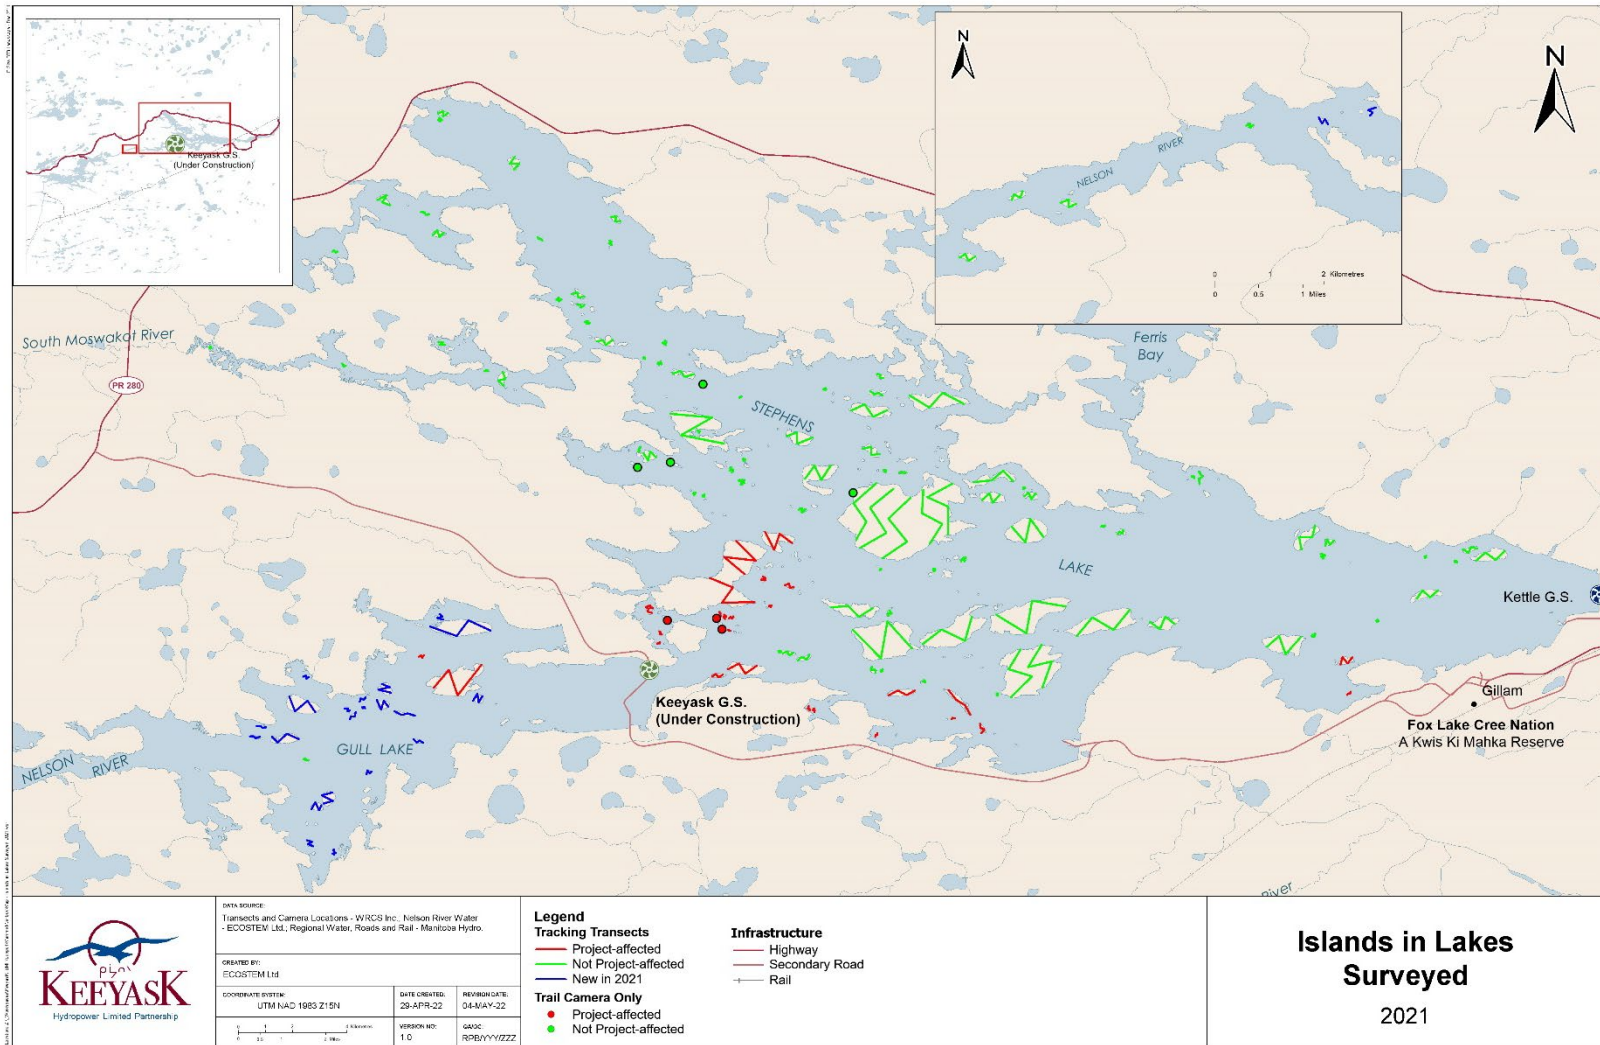 Keeyask G.S.
(Under Construction)
N
NELSON
RIVER
0 1 2 Kilometres
0 0.5 1 Miles
N
South Moswakot River
PR 280
Ferris
Bay
STEPHENS
LAKE
Kettle G.S.
Keeyask G.S.
(Under Construction)
Gillam
Fox Lake Cree Nation
A Kwis Ki Mahka Reserve
GULL LAKE
NELSON
RIVER
River
KEEYASK
Hydropower Limited Partnership
DATA SOURCE:
Transects and Camera Locations - WRCS Inc.; Nelson River Water
- ECOSTEM Ltd.; Regional Water, Roads and Rail - Manitoba Hydro.
CREATED BY:
ECOSTEM Ltd
COORDINATE SYSTEM:
UTM NAD 1983 Z15N
DATE CREATED:
29-APR-22
REVISION DATE:
04-MAY-22
VERSION NO:
1.0
QA/QC:
RPB/YYY/ZZZ
Legend
Tracking Transects
Project-affected
Not Project-affected
New in 2021
Trail Camera Only
Project-affected
Not Project-affected
Infrastructure
Highway
Secondary Road
Rail
Islands in Lakes
Surveyed
2021